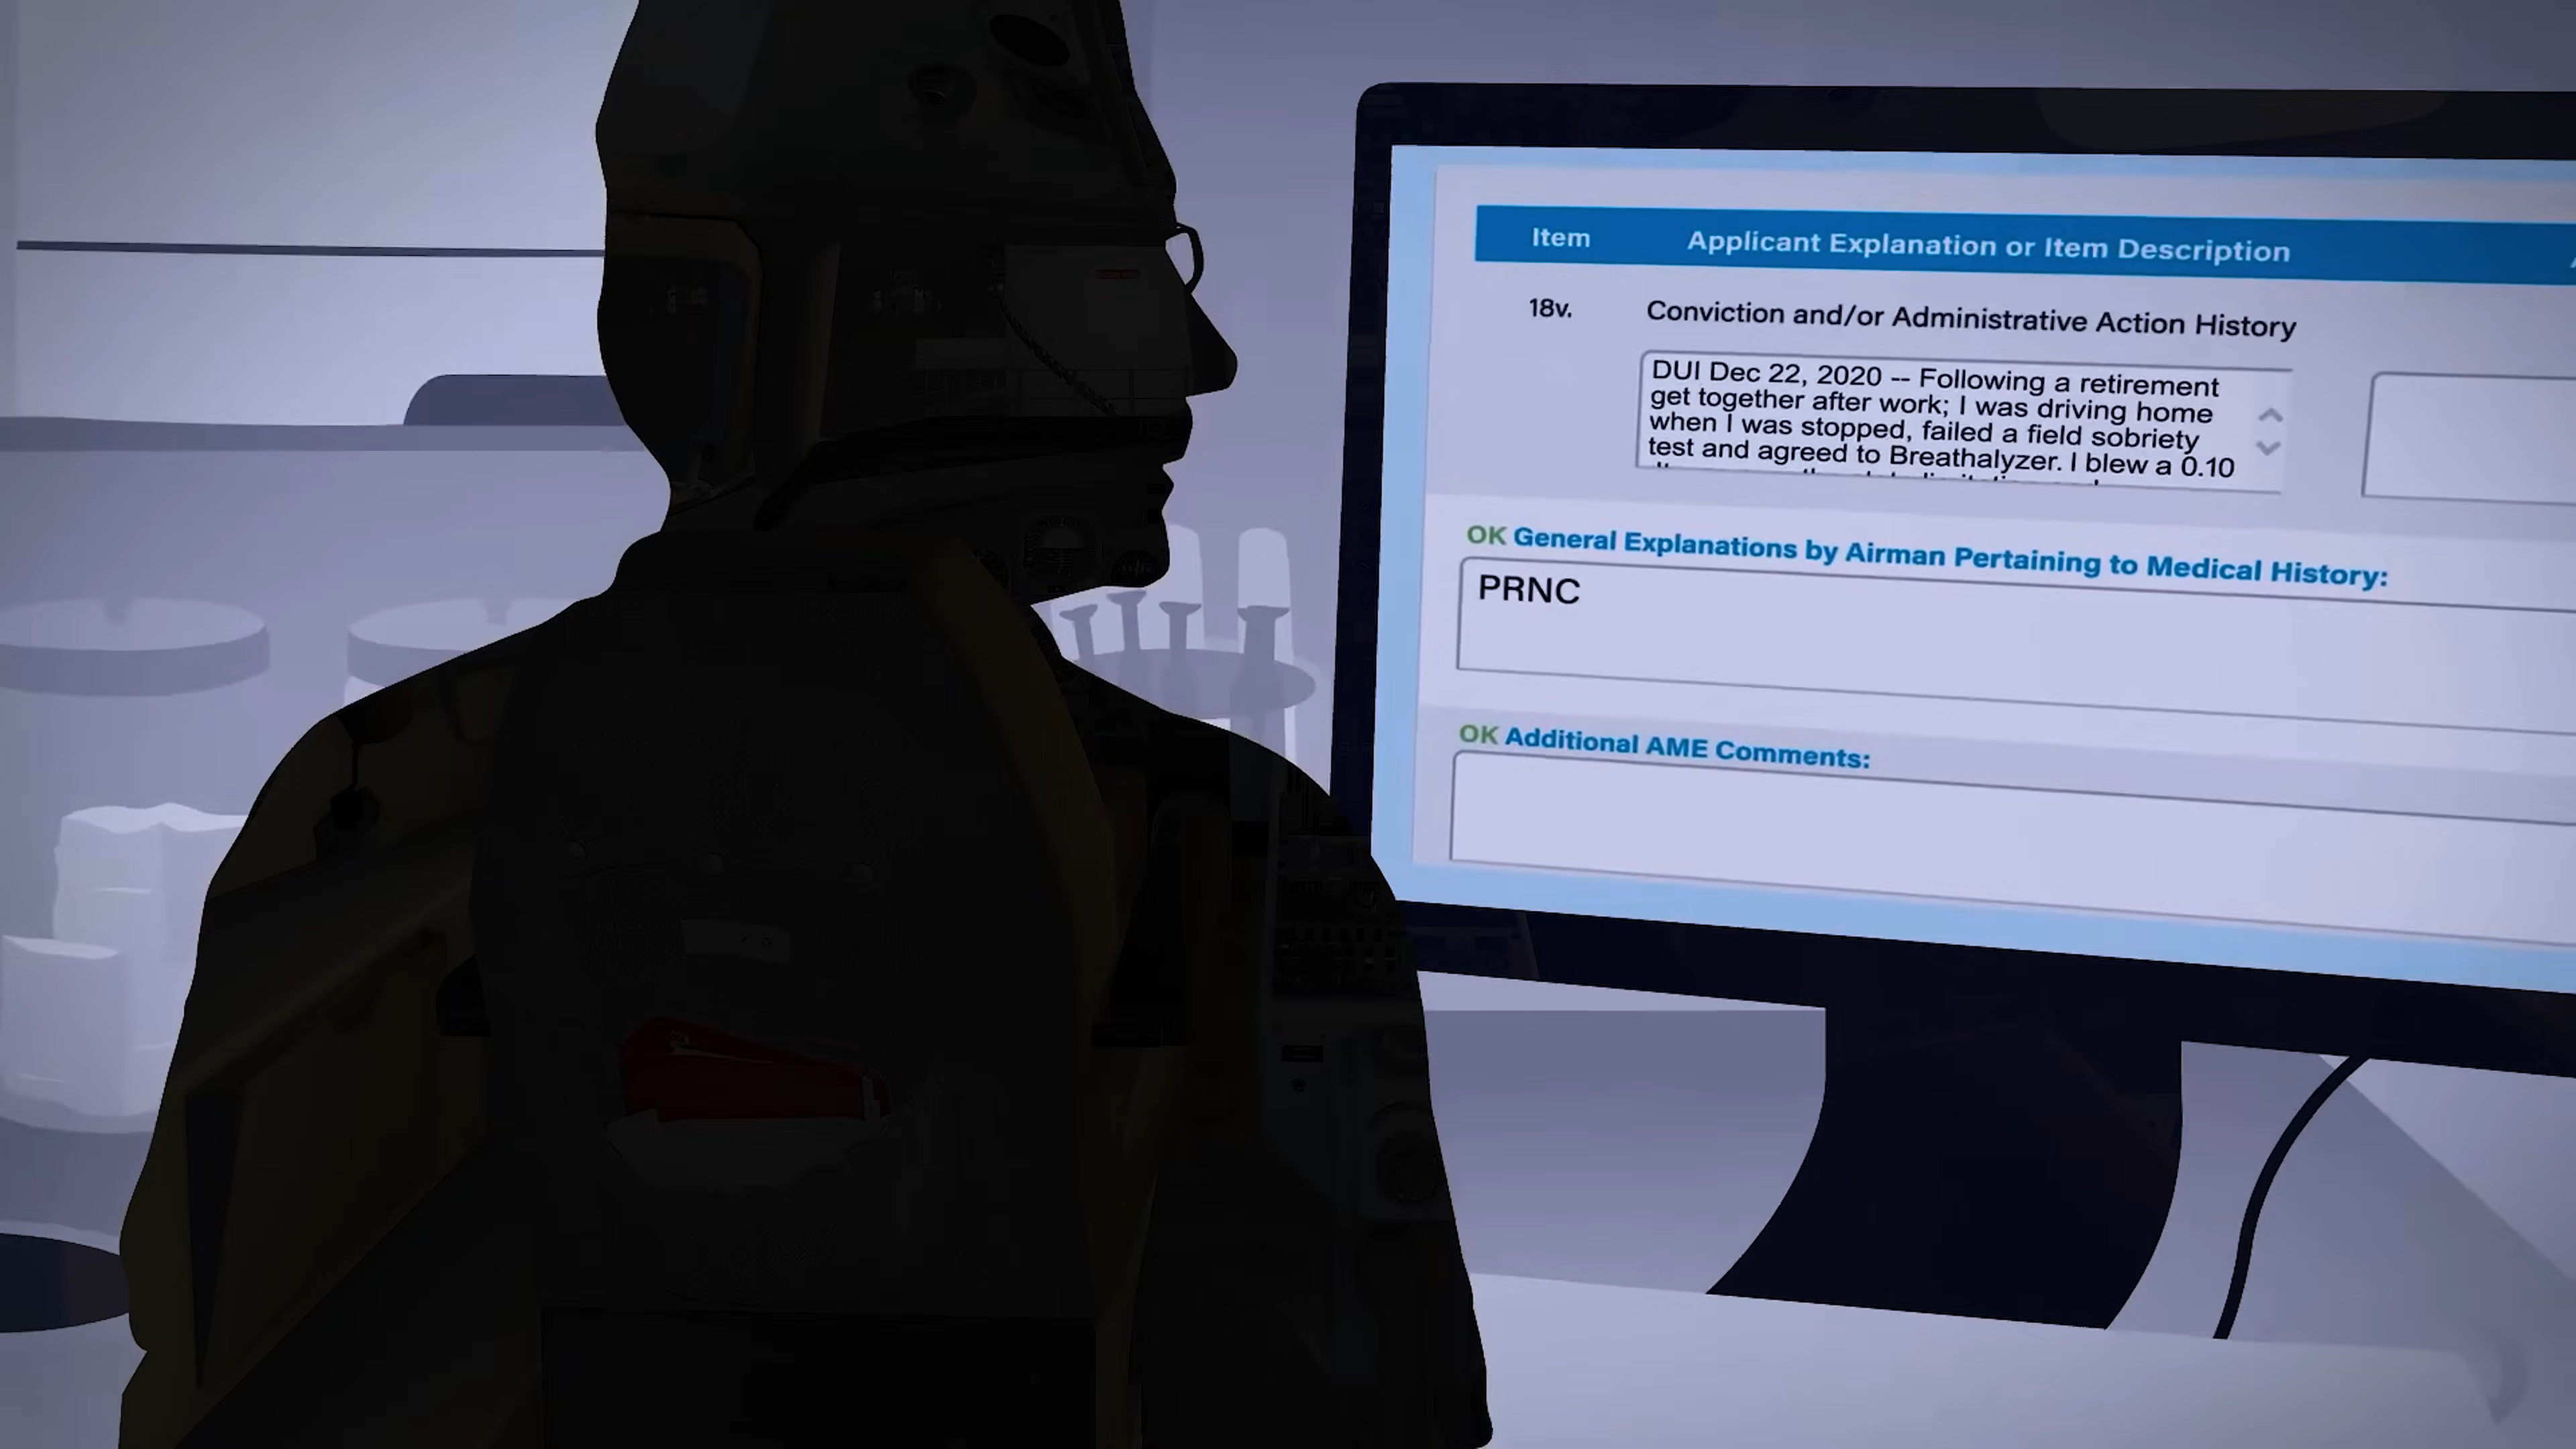 Item Applicant Explanation or Item Description
18v. Conviction and/or Administrative Action History
DUI Dec 22, 2020 -- Following a retirement
get together after work; I was driving home
when I was stopped, failed a field sobriety
test and agreed to Breathalyzer. I blew a 0.10
OK General Explanations by Airman Pertaining to Medical History:
PRNC
OK Additional AME Comments: